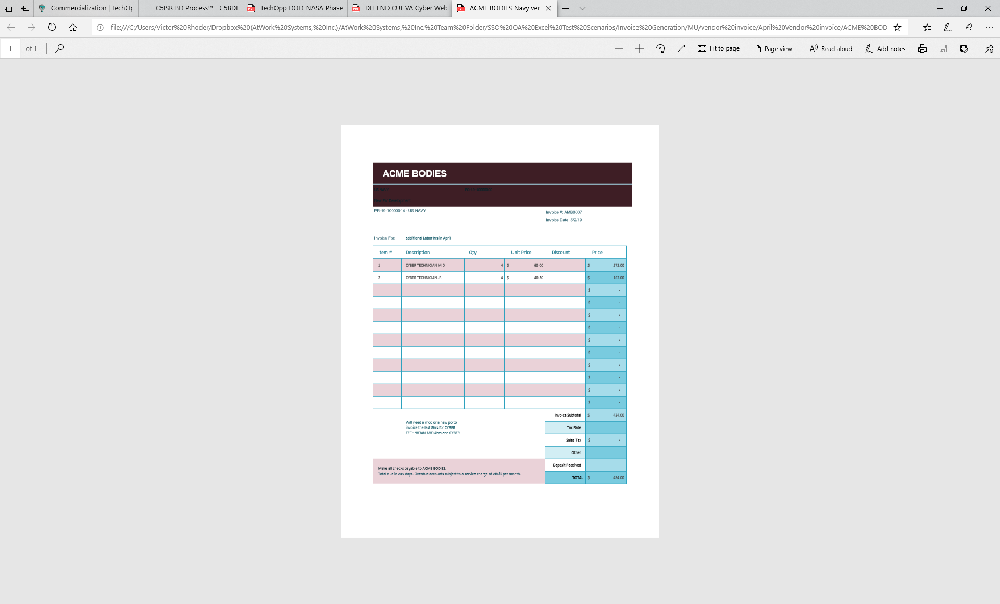 Commercialization | TechOp
C5ISR BD Process™ - C5BDI
TechOpp DOD_NASA Phase
DEFEND CUI-VA Cyber Web
ACME BODIES Navy ver
file:///C:/Users/Victor%20Rhoder/Dropbox%20(AtWork%20Systems,%20Inc.)/AtWork%20Systems,%20Inc.%20Team%20Folder/SSO%20QA%20Excel%20Test%20Scenarios/Invoice%20Generation/MU/vendor%20invoice/April%20Vendor%20invoice/ACME%20BOD
1 of 1
Fit to page
Page view
Read aloud
Add notes
ACME BODIES
PR-19-10000014 - US NAVY
Invoice #: AMB0007
Invoice Date: 5/2/19
Invoice For: additional Labor hrs in April
Item # Description Qty Unit Price Discount Price
1 CYBER TECHNICIAN MID 4 $ 68.00 $ 272.00
2 CYBER TECHNICIAN JR 4 $ 40.50 $ 162.00
$ -
$ -
$ -
$ -
$ -
$ -
$ -
$ -
$ -
$ -
Invoice Subtotal $ 434.00
Will need a mod or a new po to
invoice the last 8hrs for CYBER
TECHNICIAN MID 4hrs and CYBER
Tax Rate
Sales Tax $ -
Other
Deposit Received
Make all checks payable to ACME BODIES.
Total due in <#> days. Overdue accounts subject to a service charge of <#>% per month.
TOTAL $ 434.00